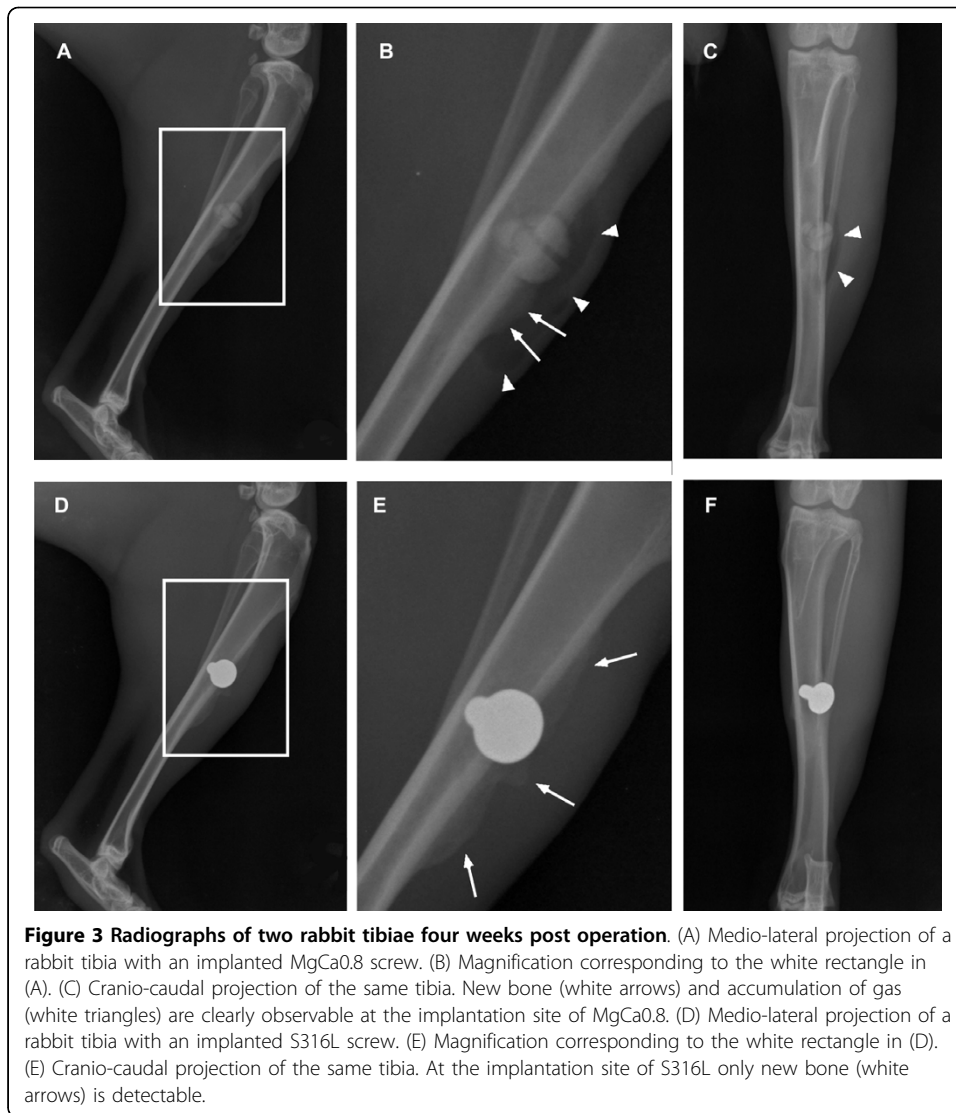 A
B
C
D
E
F
Figure 3 Radiographs of two rabbit tibiae four weeks post operation. (A) Medio-lateral projection of a
rabbit tibia with an implanted MgCa0.8 screw. (B) Magnification corresponding to the white rectangle in
(A). (C) Cranio-caudal projection of the same tibia. New bone (white arrows) and accumulation of gas
(white triangles) are clearly observable at the implantation site of MgCa0.8. (D) Medio-lateral projection of a
rabbit tibia with an implanted S316L screw. (E) Magnification corresponding to the white rectangle in (D).
(E) Cranio-caudal projection of the same tibia. At the implantation site of S316L only new bone (white
arrows) is detectable.